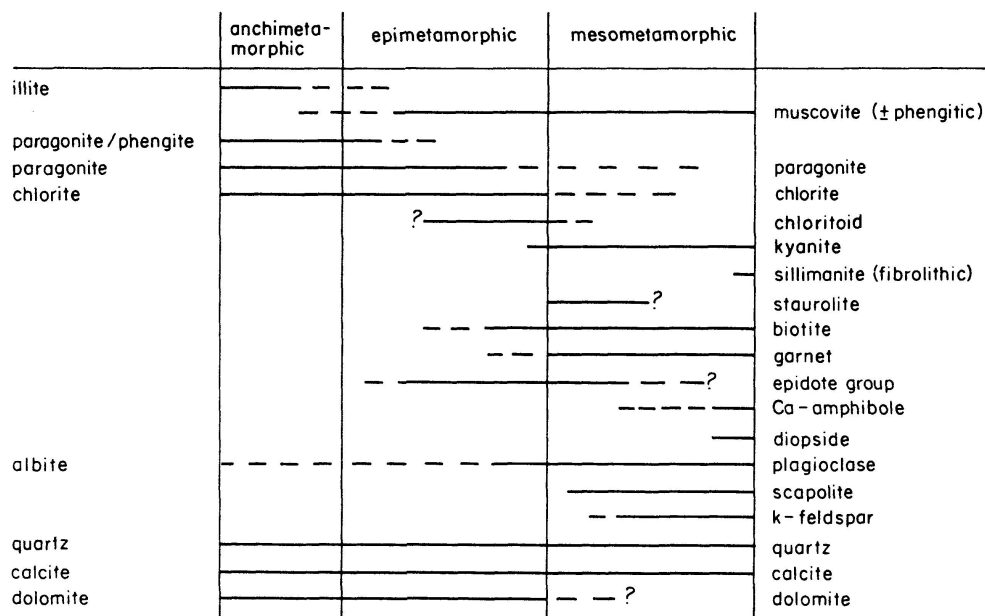 anchimeta-
morphic
epimetamorphic
mesometamorphic
illite
muscovite (± phengitic)
paragonite/phengite
paragonite
paragonite
chlorite
chlorite
?
chloritoid
kyanite
sillimanite (fibrolithic)
?
staurolite
biotite
garnet
?
epidote group
Ca-amphibole
diopside
albite
plagioclase
scapolite
k-feldspar
quartz
quartz
calcite
calcite
dolomite
?
dolomite